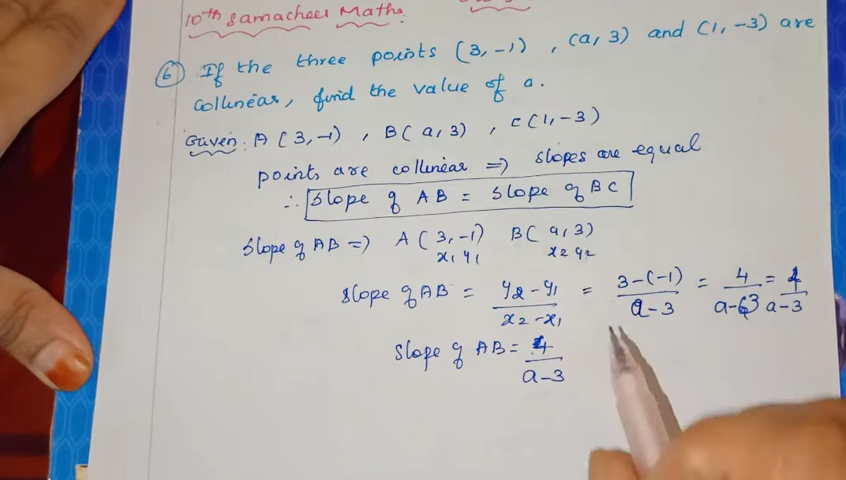 10th Samacheer Maths.
6 If the three points (3,-1) , (a, 3) and (1, -3) are
collinear, find the value of a.
Given: A (3,-1) , B( a, 3) , C (1, -3)
points are collinear => slopes are equal
∴ Slope of AB = Slope of BC
Slope of AB => A (3,-1) B( a, 3)
x1 y1 x2 y2
Slope of AB = y2-y1/x2-x1 = 3-(-1)/a-3 = 4/a-3 = 4/a-3
Slope of AB = 4/a-3